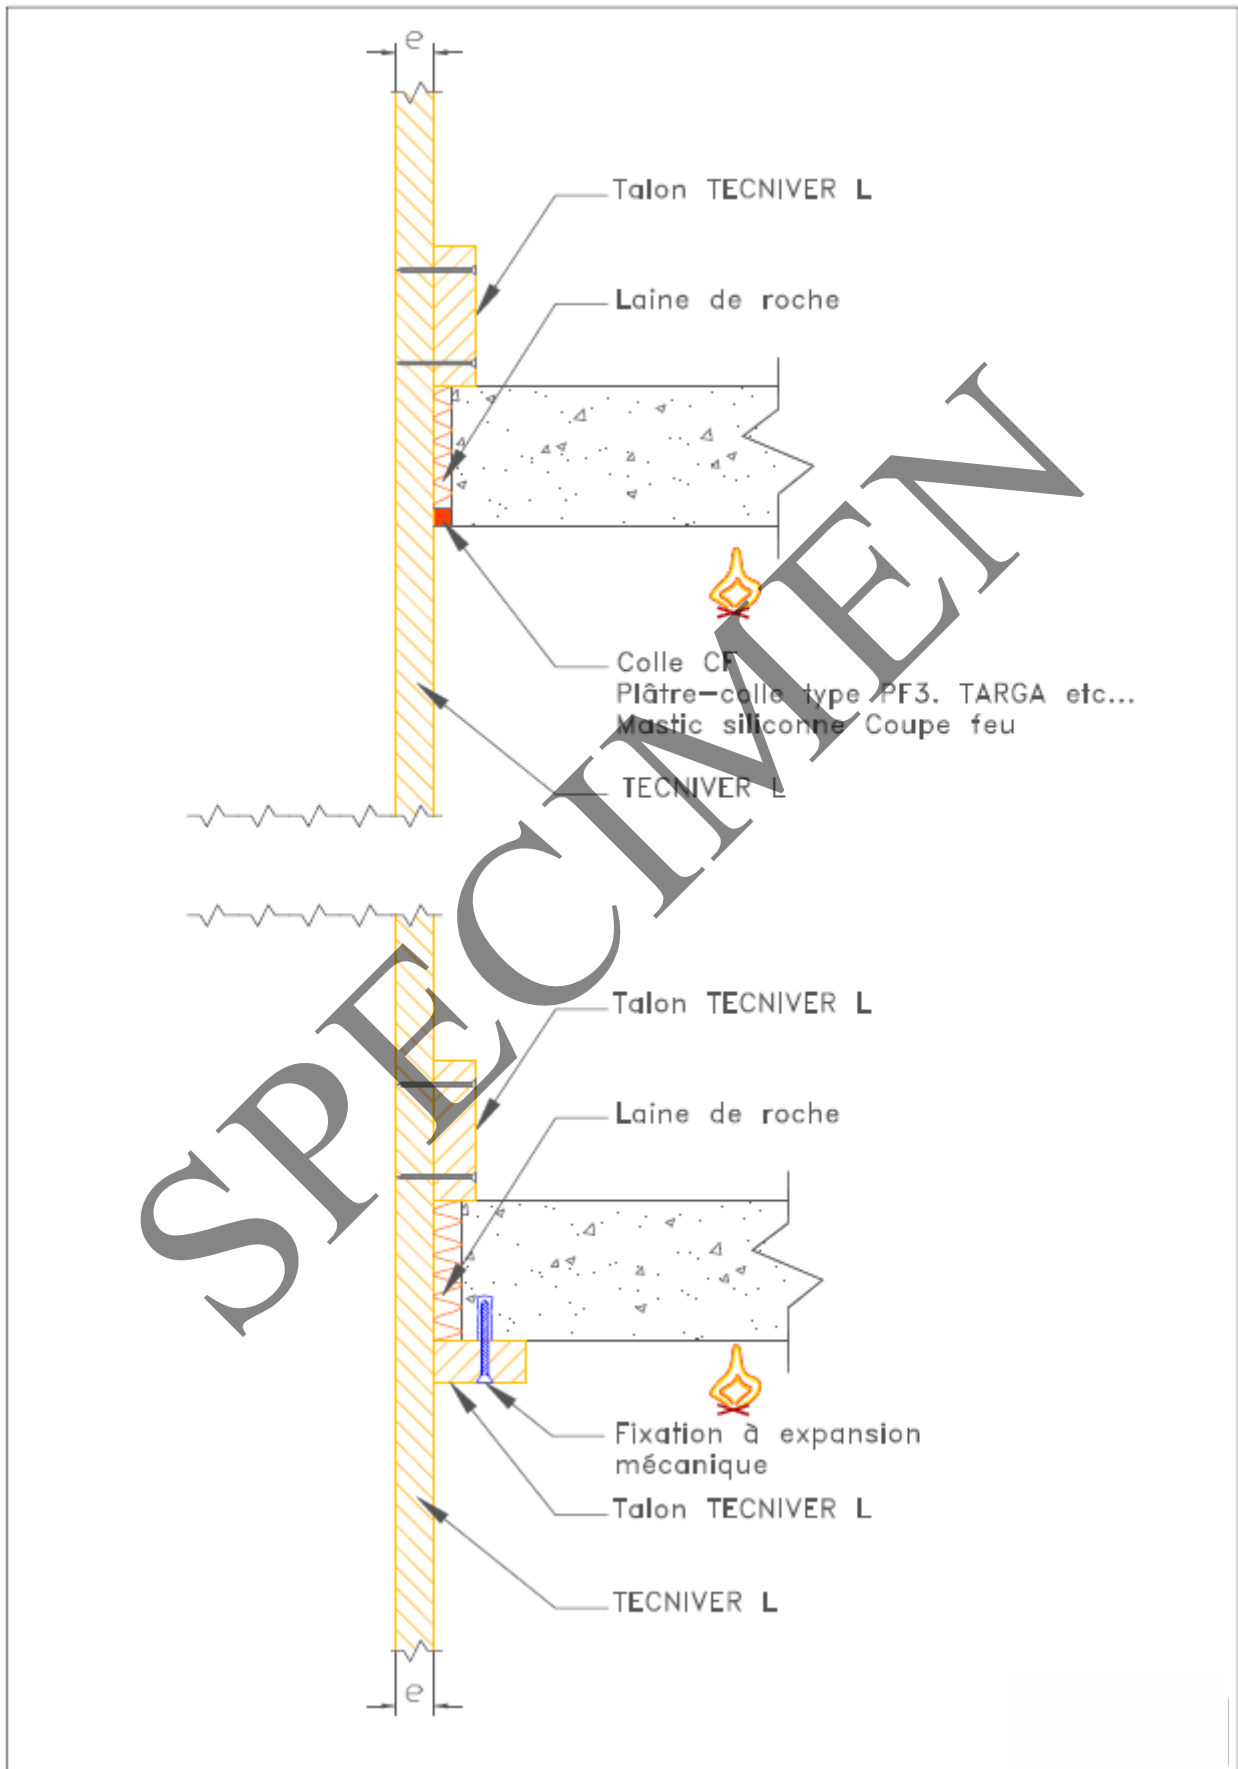 e
Talon TECNIVER L
Laine de roche
Colle CF
Plâtre-colle type PF3. TARGA etc...
Mastic siliconne Coupe feu
TECNIVER L
SPECIMEN
Talon TECNIVER L
Laine de roche
Fixation à expansion
mécanique
Talon TECNIVER L
TECNIVER L
e